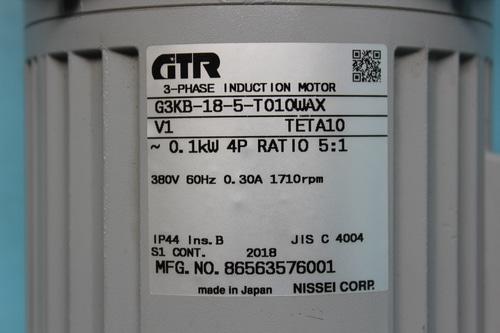 GTR
3-PHASE INDUCTION MOTOR
G3KB-18-5-T010WAX
V1 TETA10
~ 0.1kW 4P RATIO 5:1
380V 60Hz 0.30A 1710rpm
IP44 Ins.B JIS C 4004
S1 CONT. 2018
MFG.NO. 86563576001
made in Japan NISSEI CORP.